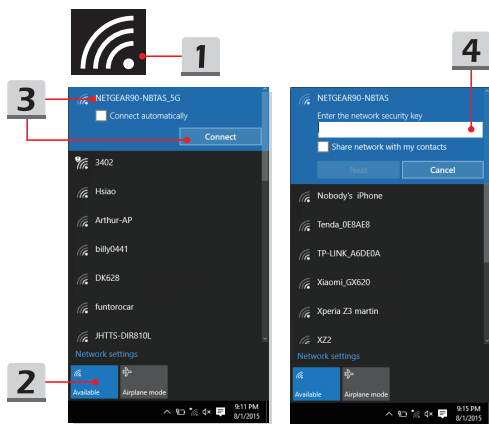 1
3
NETGEAR90-NBTAS_5G
Connect automatically
Connect
3402
Hsiao
Arthur-AP
billy0441
DK628
funtorocar
JHTTS-DIR810L
Network settings
2
Available
Airplane mode
9:11 PM
8/1/2015
4
NETGEAR90-NBTAS
Enter the network security key
Share network with my contacts
Next
Cancel
Nobody's iPhone
Tenda_0E8AE8
TP-LINK_A6DE0A
Xiaomi_GX620
Xperia Z3 martin
XZ2
Network settings
Available
Airplane mode
9:15 PM
8/1/2015